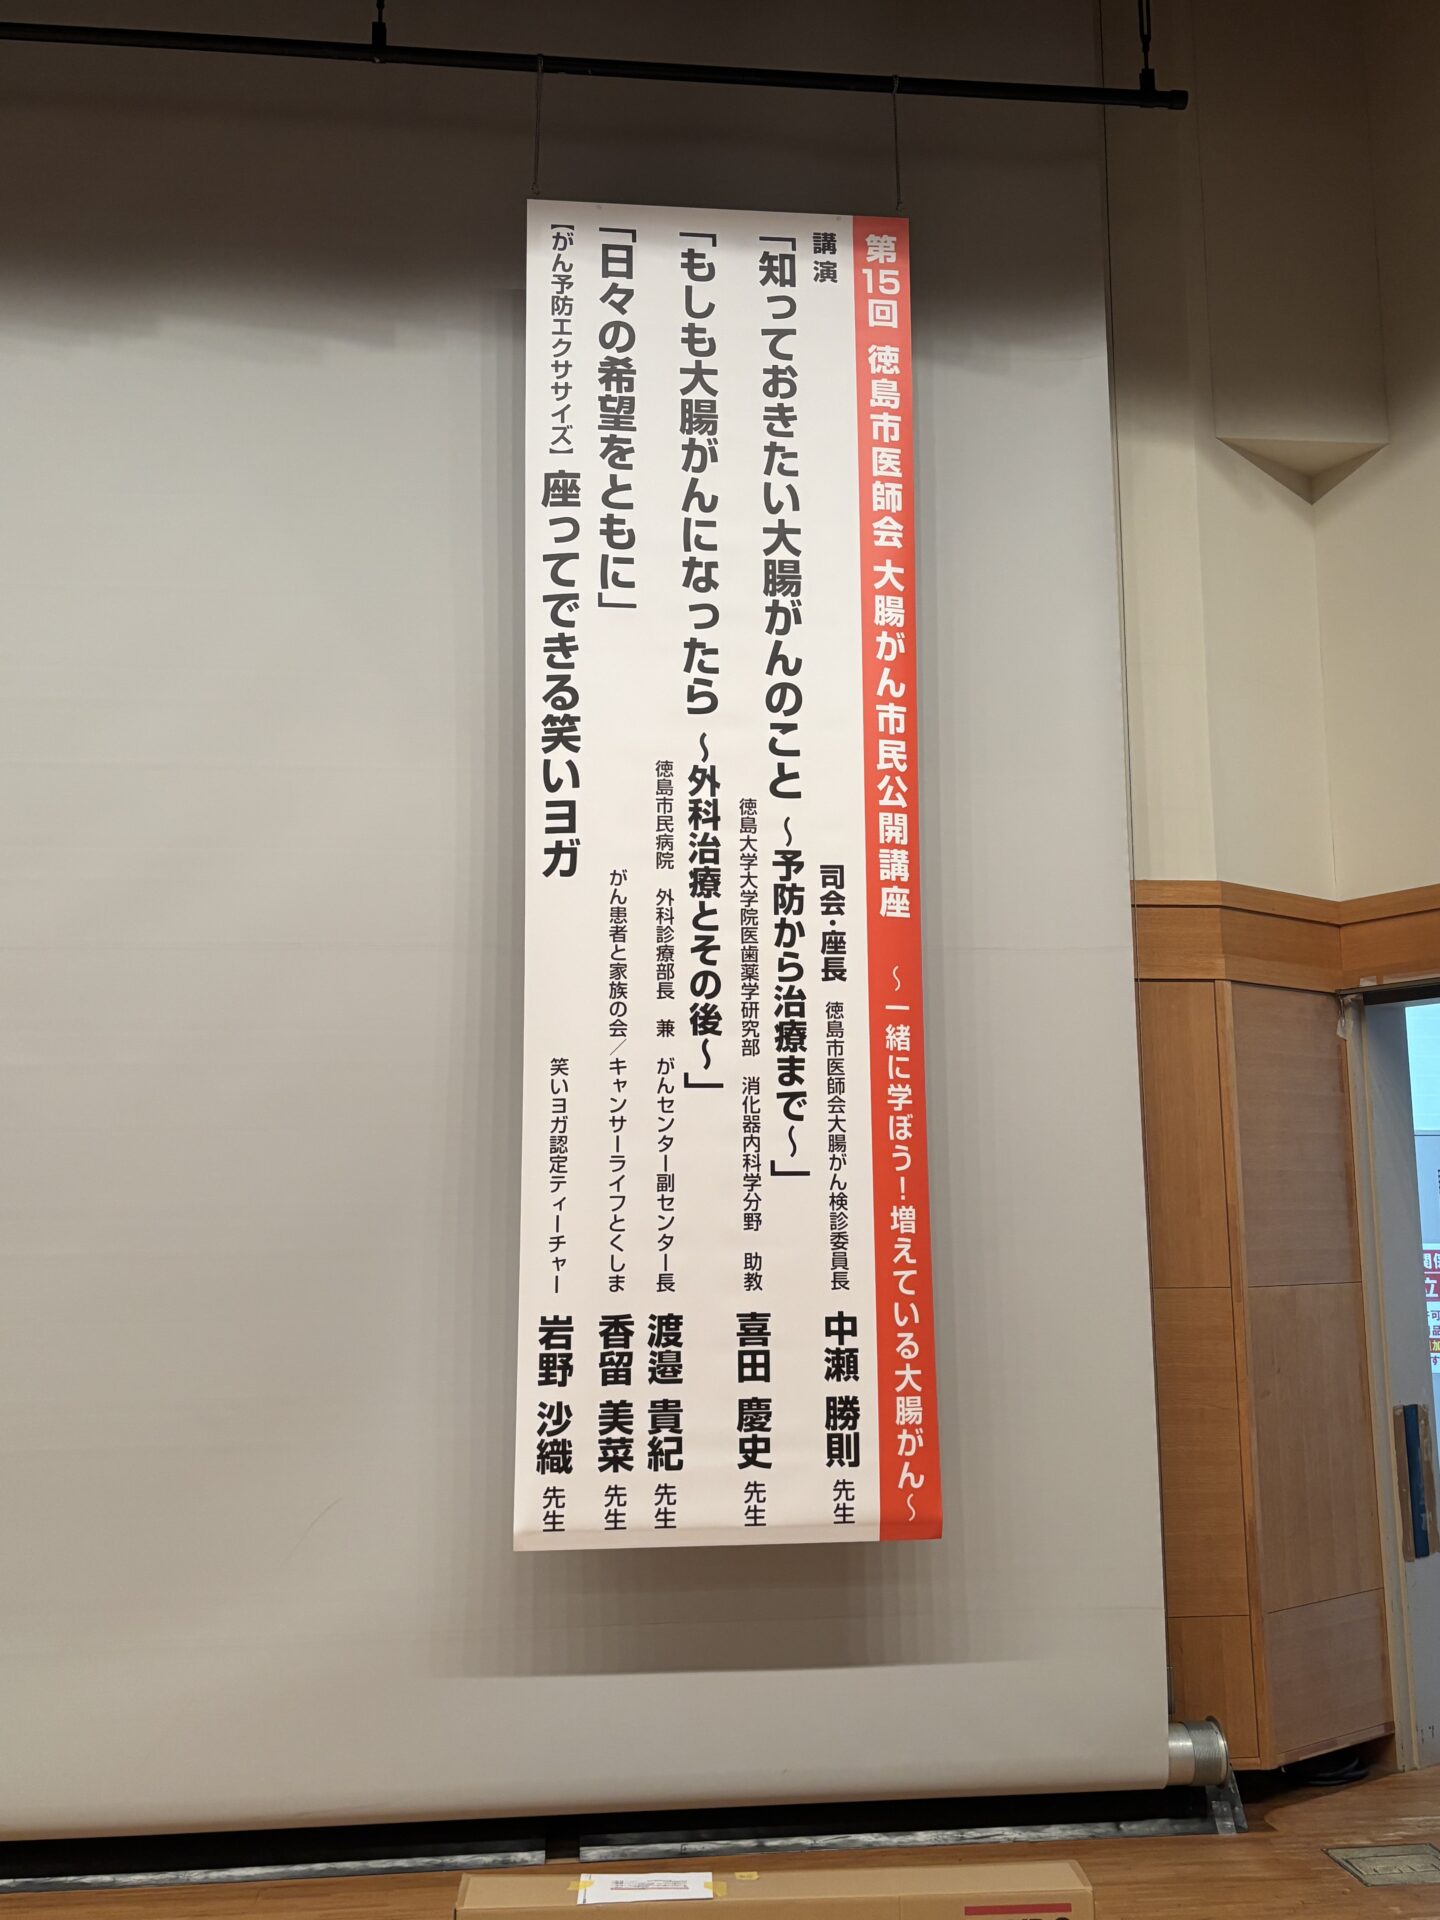 第15回 徳島市医師会 大腸がん市民公開講座 ～一緒に学ぼう！増えている大腸がん～
司会・座長 徳島市医師会大腸がん検診委員長 中瀬 勝則 先生
講演
「知っておきたい大腸がんのこと ～予防から治療まで～」
徳島大学大学院医歯薬学研究部 消化器内科学分野 助教 喜田 慶史 先生
「もしも大腸がんになったら ～外科治療とその後～」
徳島市民病院 外科診療部長 兼 がんセンター副センター長 渡邉 貴紀 先生
「日々の希望をともに」
がん患者と家族の会／キャンサーライフとくしま 香留 美菜 先生
【がん予防エクササイズ】座ってできる笑いヨガ
笑いヨガ認定ティーチャー 岩野 沙織 先生